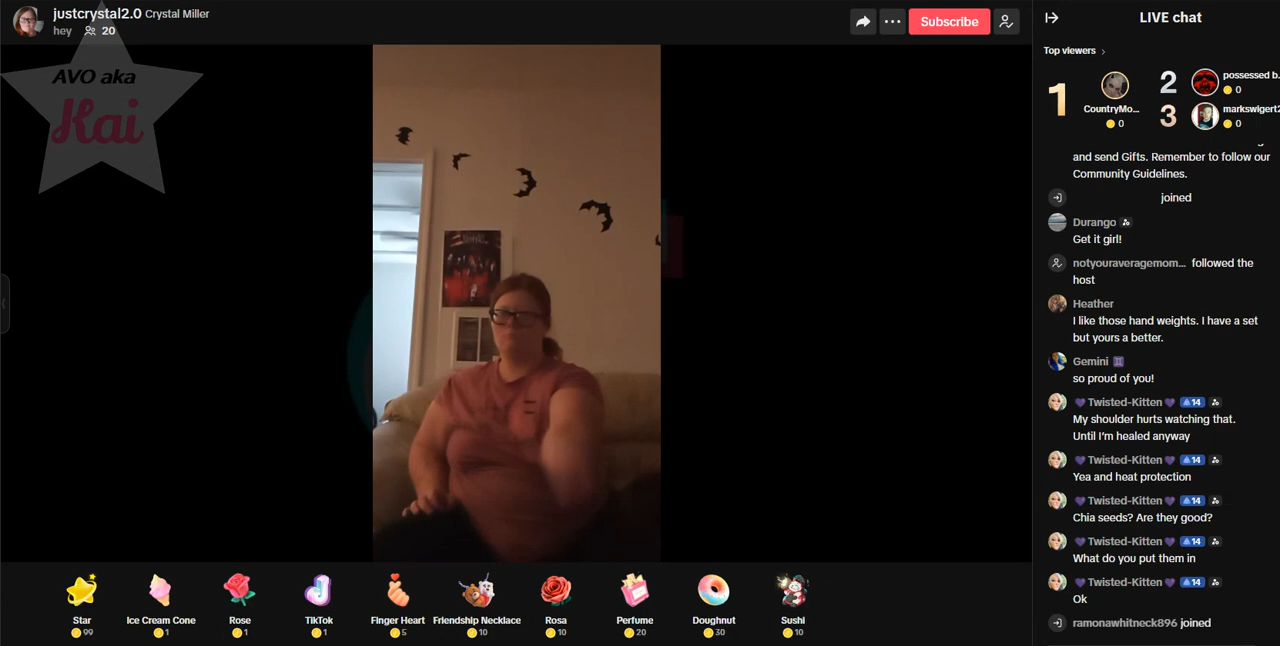 justcrystal2.0 Crystal Miller
hey 20
Subscribe
AVO aka
Kai
LIVE chat
Top viewers
1
CountryMo...
0
2
possessed b.
0
3
markswigert2
0
and send Gifts. Remember to follow our
Community Guidelines.
joined
Durango
Get it girl!
notyouraveragemom... followed the
host
Heather
I like those hand weights. I have a set
but yours a better.
Gemini
so proud of you!
Twisted-Kitten 14
My shoulder hurts watching that.
Until I'm healed anyway
Twisted-Kitten 14
Yea and heat protection
Twisted-Kitten 14
Chia seeds? Are they good?
Twisted-Kitten 14
What do you put them in
Twisted-Kitten 14
Ok
ramonawhitneck896 joined
Star
99
Ice Cream Cone
1
Rose
1
TikTok
1
Finger Heart
5
Friendship Necklace
10
Rosa
10
Perfume
20
Doughnut
30
Sushi
10